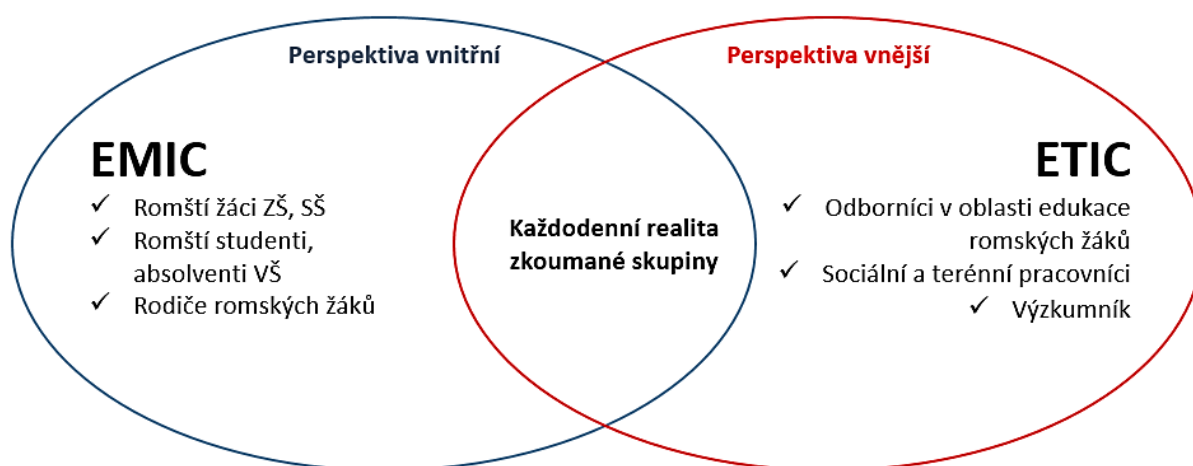 Perspektiva vnitřní
Perspektiva vnější
EMIC
✓ Romští žáci ZŠ, SŠ
✓ Romští studenti,
absolventi VŠ
✓ Rodiče romských žáků
Každodenní realita
zkoumané skupiny
ETIC
✓ Odborníci v oblasti edukace
romských žáků
✓ Sociální a terénní pracovníci
✓ Výzkumník